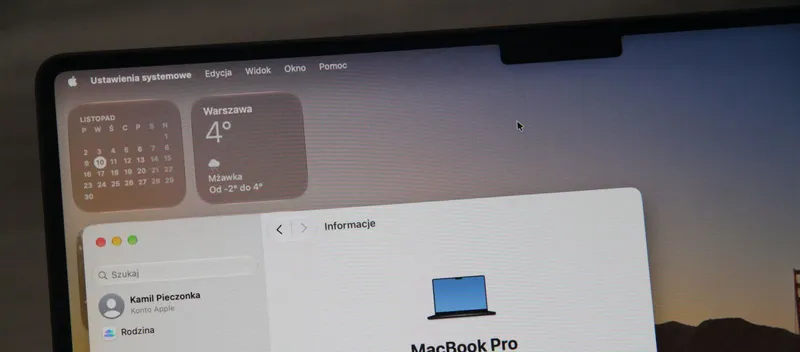 Ustawienia systemowe Edycja Widok Okno Pomoc
LISTOPAD
P W Ś C P S N
1
2 3 4 5 6 7 8
9 10 11 12 13 14 15
16 17 18 19 20 21 22
23 24 25 26 27 28 29
30
Warszawa
4°
Mżawka
Od -2° do 4°
Informacje
Szukaj
Kamil Pieczonka
Konto Apple
Rodzina
MacBook Pro